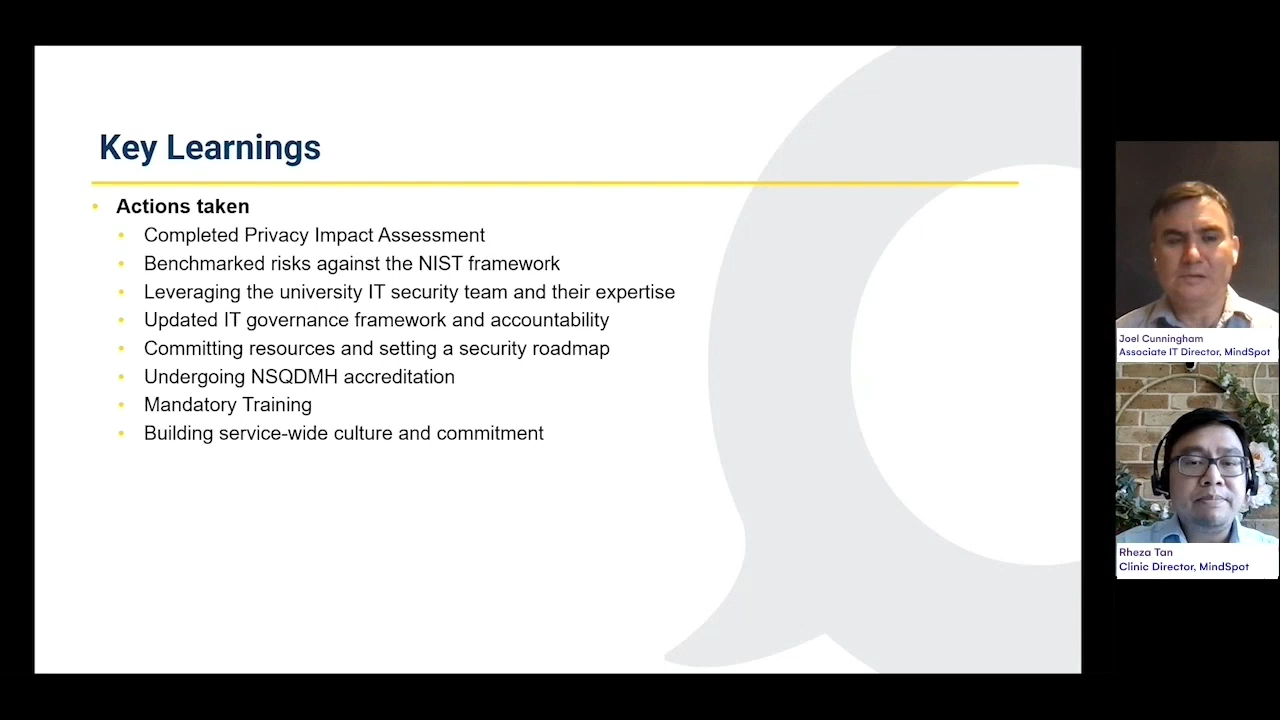 Key Learnings
Actions taken
Completed Privacy Impact Assessment
Benchmarked risks against the NIST framework
Leveraging the university IT security team and their expertise
Updated IT governance framework and accountability
Committing resources and setting a security roadmap
Undergoing NSQDMH accreditation
Mandatory Training
Building service-wide culture and commitment
Joel Cunningham
Associate IT Director, MindSpot
Rheza Tan
Clinic Director, MindSpot